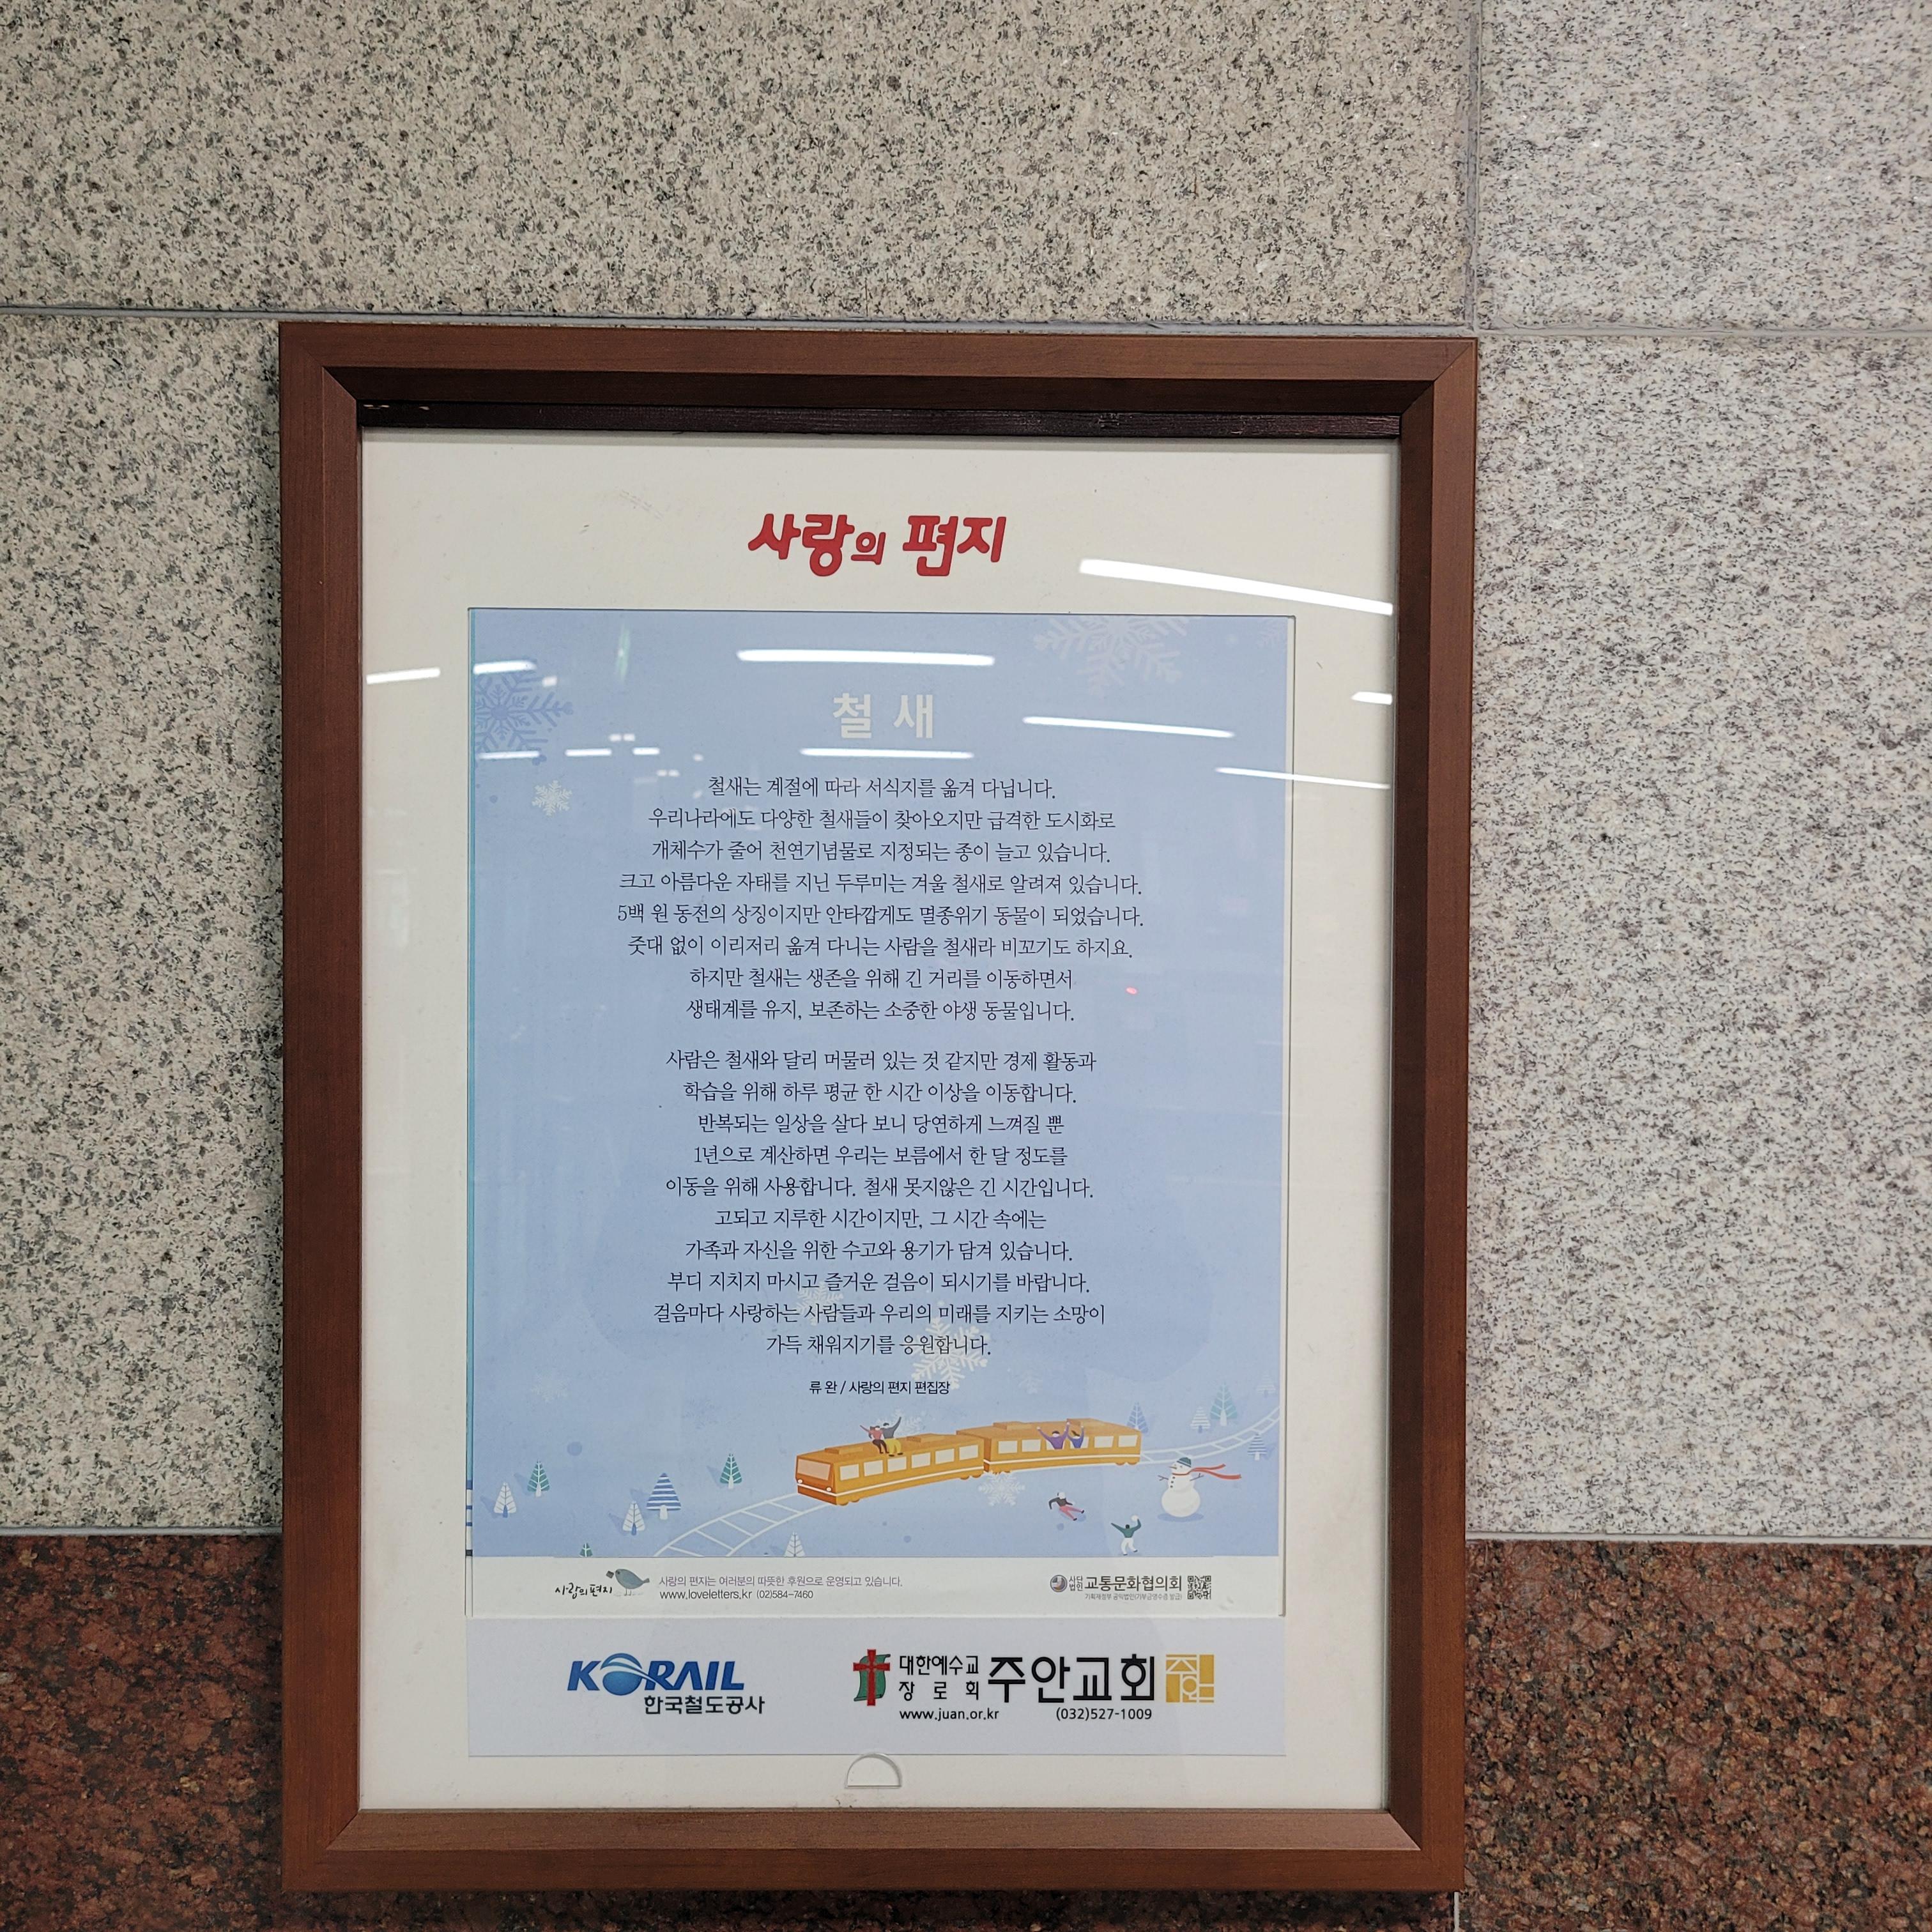 사랑의 편지
철새
철새는 계절에 따라 서식지를 옮겨 다닙니다.
우리나라에도 다양한 철새들이 찾아오지만 급격한 도시화로
개체수가 줄어 천연기념물로 지정되는 종이 늘고 있습니다.
크고 아름다운 자태를 지닌 두루미는 겨울 철새로 알려져 있습니다.
5백 원 동전의 상징이지만 안타깝게도 멸종위기 동물이 되었습니다.
줏대 없이 이리저리 옮겨 다니는 사람을 철새라 비꼬기도 하지요.
하지만 철새는 생존을 위해 긴 거리를 이동하면서
생태계를 유지, 보존하는 소중한 야생 동물입니다.
사람은 철새와 달리 머물러 있는 것 같지만 경제 활동과
학습을 위해 하루 평균 한 시간 이상을 이동합니다.
반복되는 일상을 살다 보니 당연하게 느껴질 뿐
1년으로 계산하면 우리는 보름에서 한 달 정도를
이동을 위해 사용합니다. 철새 못지않은 긴 시간입니다.
고되고 지루한 시간이지만, 그 시간 속에는
가족과 자신을 위한 수고와 용기가 담겨 있습니다.
부디 지치지 마시고 즐거운 걸음이 되시기를 바랍니다.
걸음마다 사랑하는 사람들과 우리의 미래를 지키는 소망이
가득 채워지기를 응원합니다.
류 완 / 사랑의 편지 편집장
사랑의편지
사랑의 편지는 여러분의 따뜻한 후원으로 운영되고 있습니다.
www.loveletters.kr (02)584-7460
사단법인 교통문화협의회
KORAIL
한국철도공사
대한예수교
장로회 주안교회
www.juan.or.kr (032)527-1009